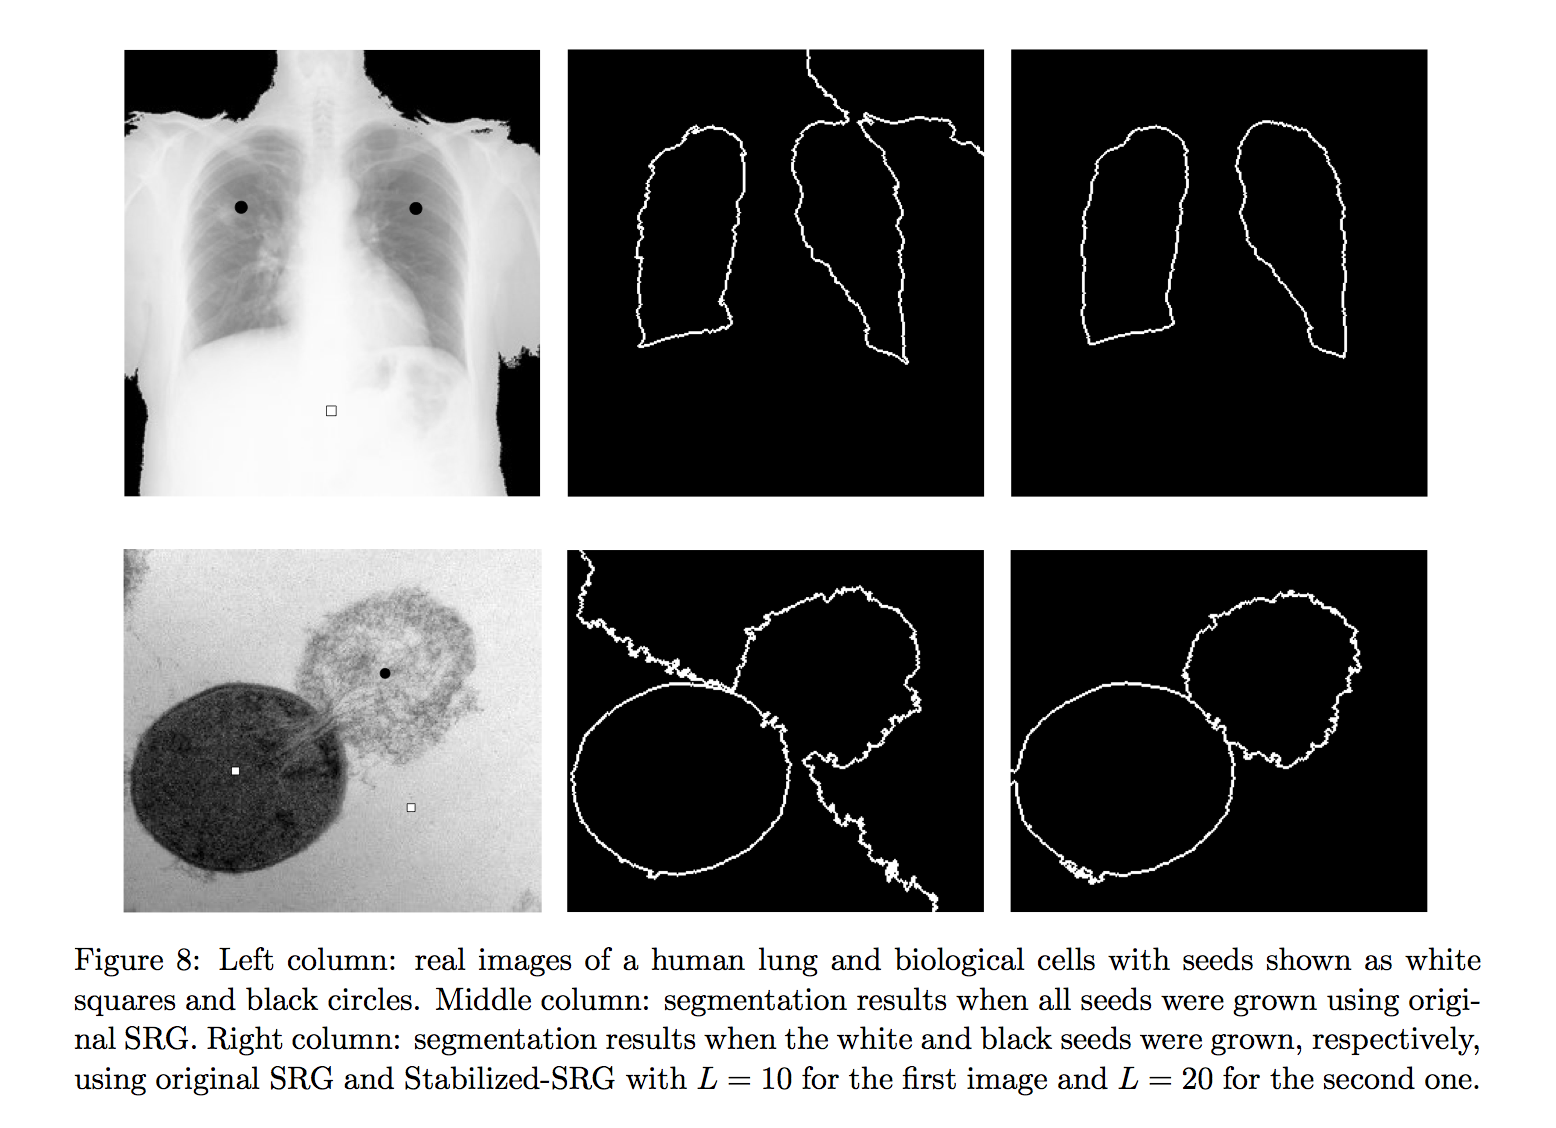 Figure 8: Left column: real images of a human lung and biological cells with seeds shown as white
squares and black circles. Middle column: segmentation results when all seeds were grown using origi-
nal SRG. Right column: segmentation results when the white and black seeds were grown, respectively,
using original SRG and Stabilized-SRG with L = 10 for the first image and L = 20 for the second one.